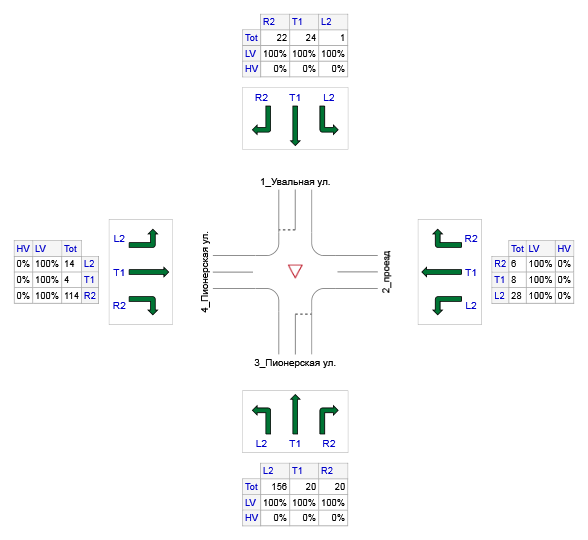 R2 T1 L2
Tot 22 24 1
LV 100% 100% 100%
HV 0% 0% 0%
R2 T1 L2
1_Увальная ул.
HV LV Tot
0% 100% 14 L2
0% 100% 4 T1
0% 100% 114 R2
L2
T1
R2
4_Пионерская ул.
2_проезд
R2
T1
L2
Tot LV HV
R2 6 100% 0%
T1 8 100% 0%
L2 28 100% 0%
3_Пионерская ул.
L2 T1 R2
L2 T1 R2
Tot 156 20 20
LV 100% 100% 100%
HV 0% 0% 0%